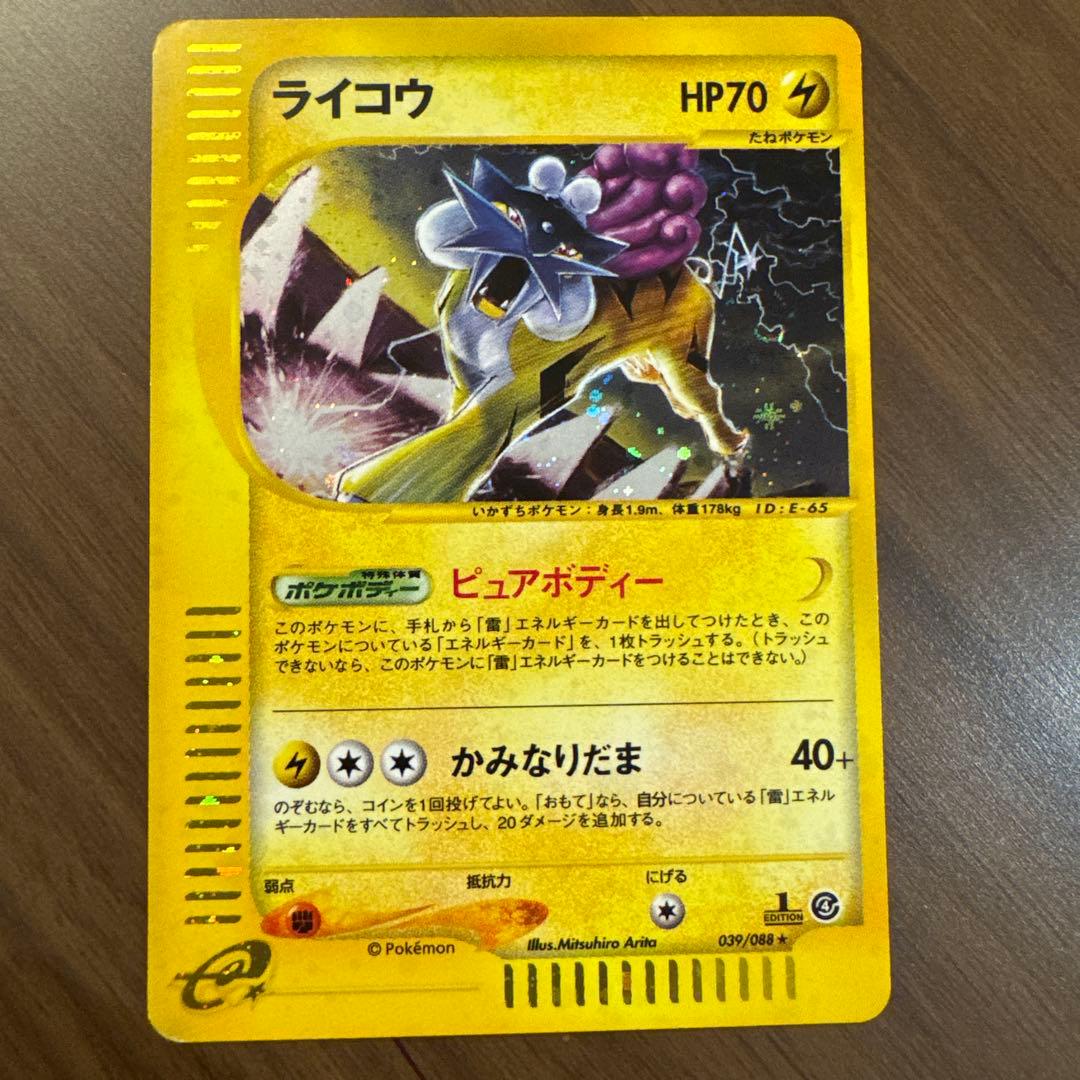 ライコウ HP70
たねポケモン
いかずちポケモン：身長1.9m、体重178kg ID：E-65
特殊体質
ポケボディー ピュアボディー
このポケモンに、手札から「雷」エネルギーカードを出してつけたとき、この
ポケモンについている「エネルギーカード」を、1枚トラッシュする。（トラッシュ
できないなら、このポケモンに「雷」エネルギーカードをつけることはできない。）
かみなりだま 40+
のぞむなら、コインを1回投げてよい。「おもて」なら、自分についている「雷」エネル
ギーカードをすべてトラッシュし、20ダメージを追加する。
弱点 抵抗力 にげる
1 EDITION
© Pokémon Illus.Mitsuhiro Arita 039/088★
e